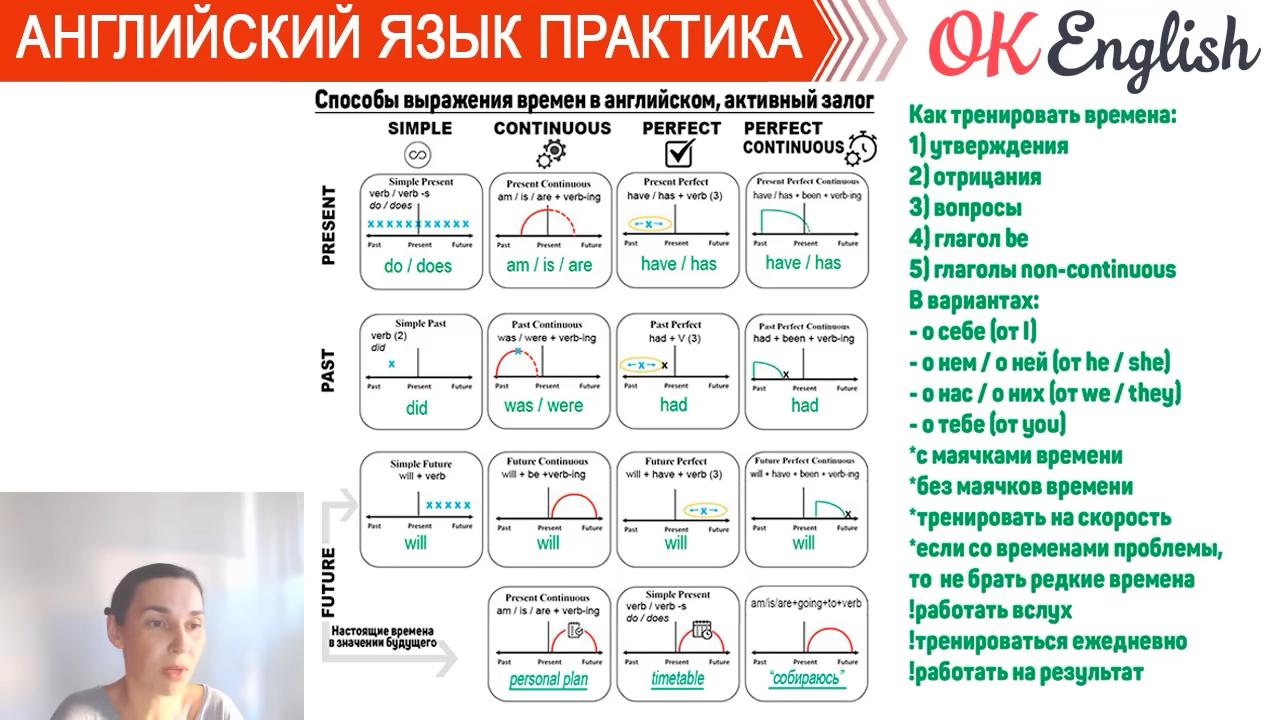 АНГЛИЙСКИЙ ЯЗЫК ПРАКТИКА
OK English
Способы выражения времен в английском, активный залог
SIMPLE
CONTINUOUS
PERFECT
PERFECT
CONTINUOUS
PRESENT
Simple Present
verb / verb -s
do / does
x x x x x x x x x x x x
Past Present Future
do / does
Present Continuous
am / is / are + verb-ing
Past Present Future
am / is / are
Present Perfect
have / has + verb (3)
x
Past Present Future
have / has
Present Perfect Continuous
have / has + been + verb-ing
Past Present Future
have / has
PAST
Simple Past
verb (2)
did
x
Past Present Future
did
Past Continuous
was / were + verb-ing
x
Past Present Future
was / were
Past Perfect
had + V (3)
x x
Past Present Future
had
Past Perfect Continuous
had + been + verb-ing
x
Past Present Future
had
FUTURE
Simple Future
will + verb
x x x x x
Past Present Future
will
Future Continuous
will + be +verb-ing
Past Present Future
will
Future Perfect
will + have + verb (3)
x
Past Present Future
will
Future Perfect Continuous
will + have + been + verb-ing
x
Past Present Future
will
Настоящие времена
в значении будущего
Present Continuous
am / is / are + verb-ing
Past Present Future
personal plan
Simple Present
verb / verb -s
do / does
Past Present Future
timetable
am/is/are+going+to+verb
Past Present Future
“собираюсь”
Как тренировать времена:
1) утверждения
2) отрицания
3) вопросы
4) глагол be
5) глаголы non-continuous
В вариантах:
- о себе (от I)
- о нем / о ней (от he / she)
- о нас / о них (от we / they)
- о тебе (от you)
*с маячками времени
*без маячков времени
*тренировать на скорость
*если со временами проблемы,
то не брать редкие времена
!работать вслух
!тренироваться ежедневно
!работать на результат